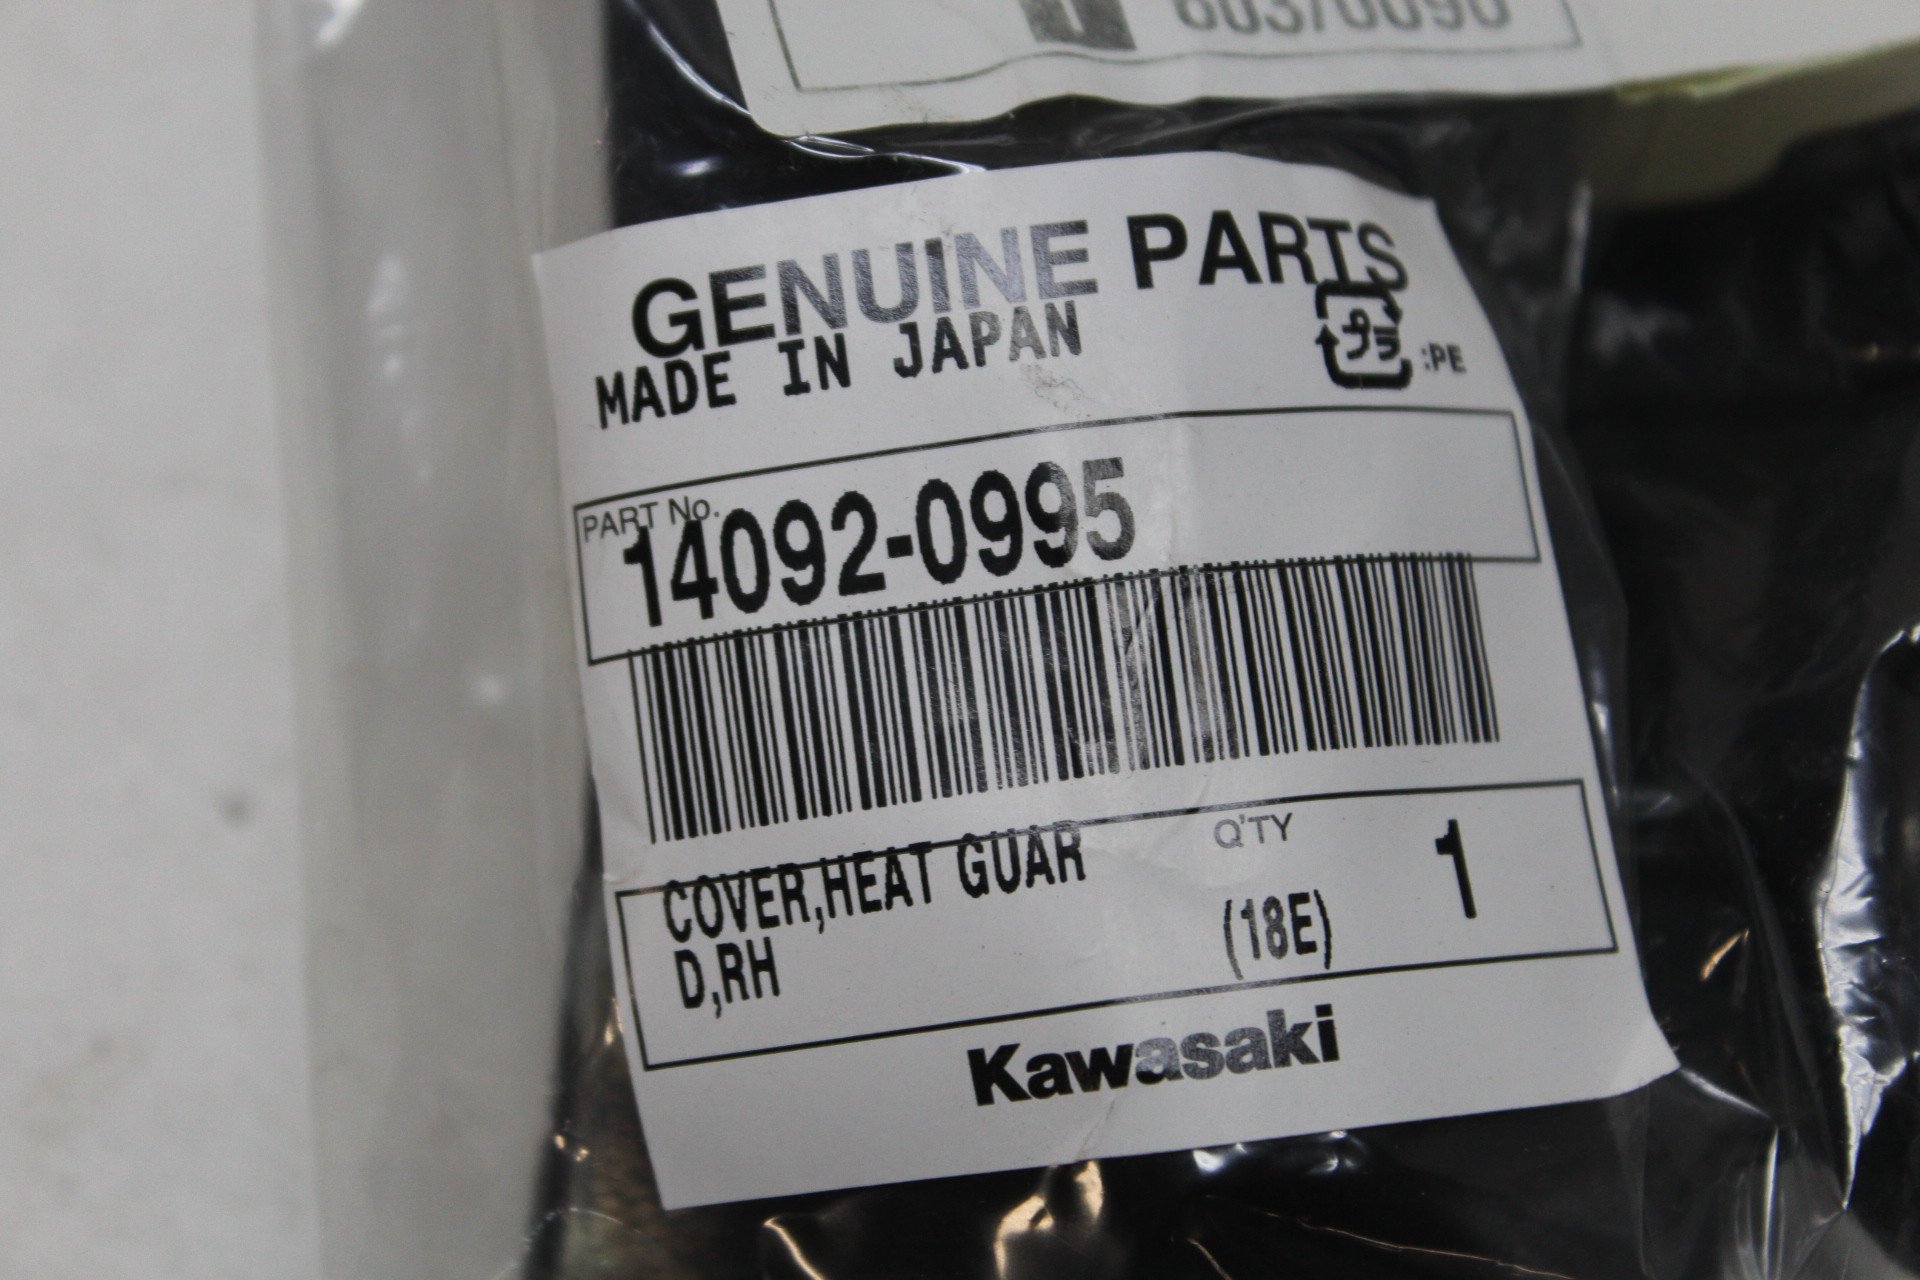 GENUINE PARTS
MADE IN JAPAN
プラ :PE
PART No.
14092-0995
COVER,HEAT GUAR
D,RH
Q'TY
(18E)
1
Kawasaki